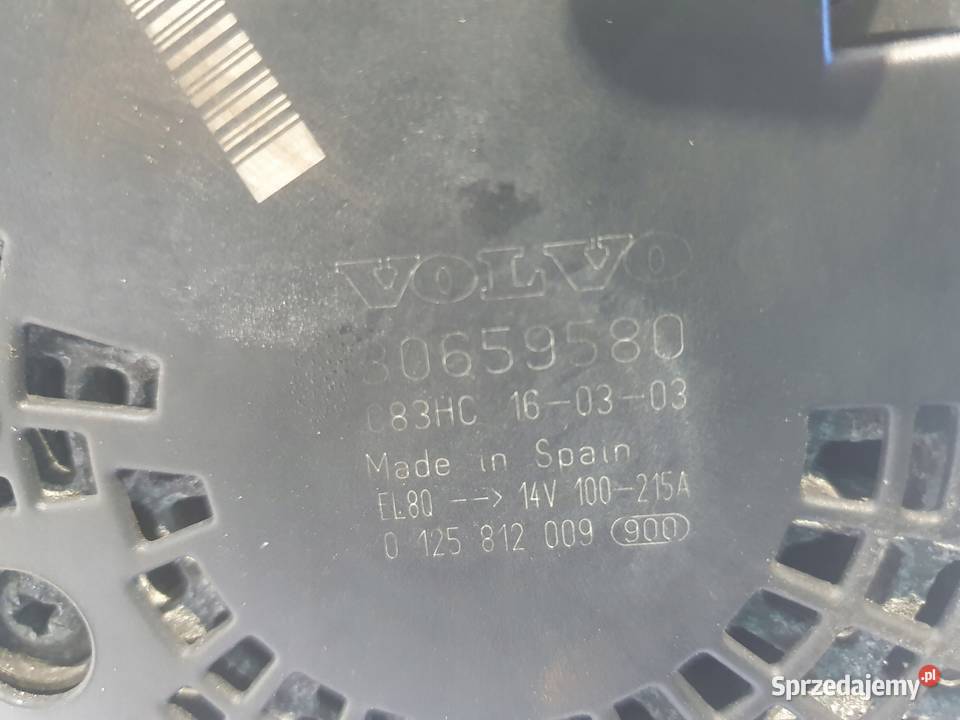 VOLVO
30659580
C83HC 16-03-03
Made in Spain
EL8Q --> 14V 100-215A
0 125 812 009 900
Sprzedajemy.pl